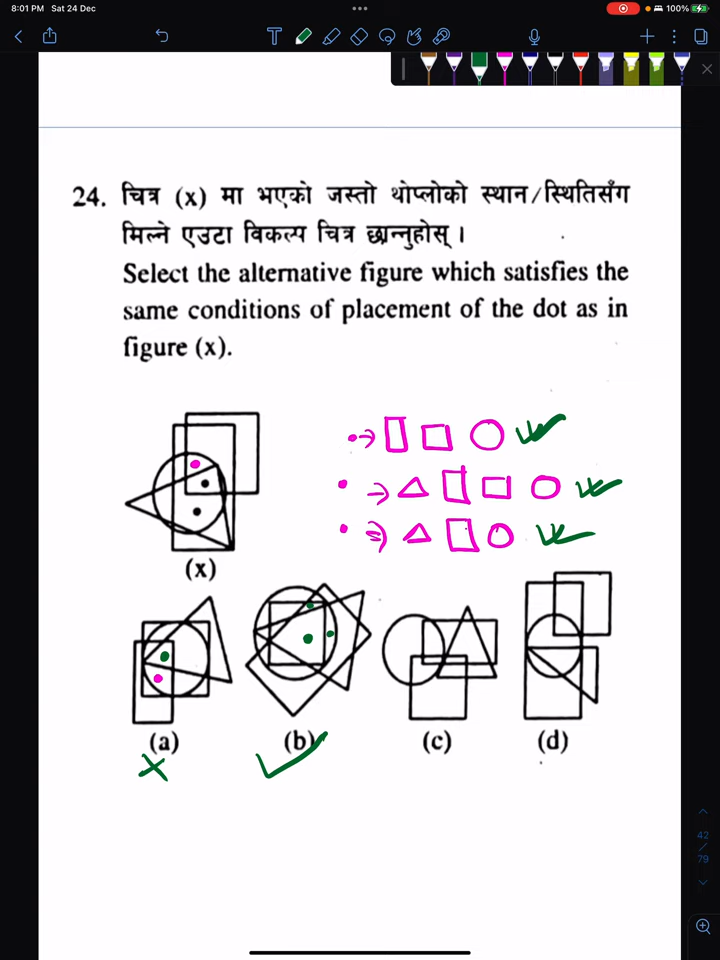 8:01 PM Sat 24 Dec
100%
24. चित्र (x) मा भएको जस्तो थोप्लोको स्थान/स्थितिसँग
मिल्ने एउटा विकल्प चित्र छान्नुहोस् ।
Select the alternative figure which satisfies the
same conditions of placement of the dot as in
figure (x).
(x)
(a) (b) (c) (d)
42
79